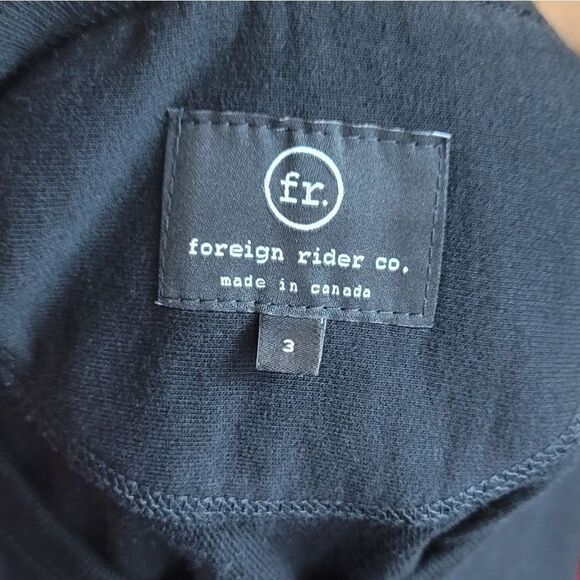 fr.
foreign rider co.
made in canada
3